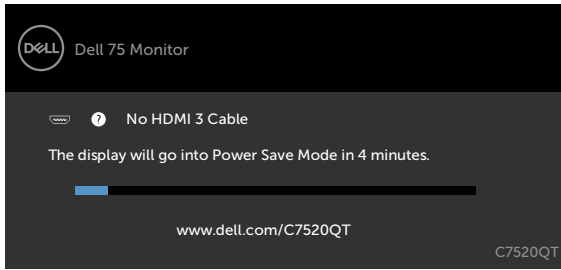 DELL Dell 75 Monitor
? No HDMI 3 Cable
The display will go into Power Save Mode in 4 minutes.
www.dell.com/C7520QT
C7520QT